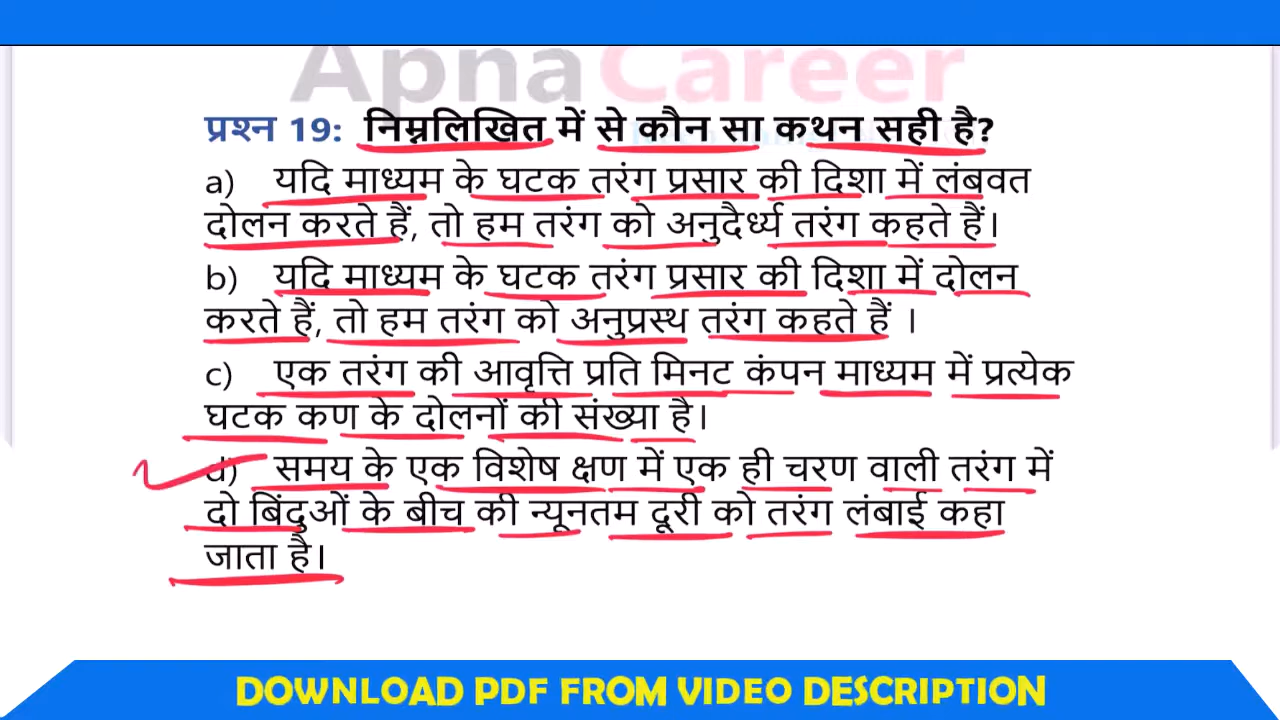 ApnaCareer
प्रश्न 19: निम्नलिखित में से कौन सा कथन सही है?
a) यदि माध्यम के घटक तरंग प्रसार की दिशा में लंबवत
दोलन करते हैं, तो हम तरंग को अनुदैर्ध्य तरंग कहते हैं।
b) यदि माध्यम के घटक तरंग प्रसार की दिशा में दोलन
करते हैं, तो हम तरंग को अनुप्रस्थ तरंग कहते हैं ।
c) एक तरंग की आवृत्ति प्रति मिनट कंपन माध्यम में प्रत्येक
घटक कण के दोलनों की संख्या है।
d) समय के एक विशेष क्षण में एक ही चरण वाली तरंग में
दो बिंदुओं के बीच की न्यूनतम दूरी को तरंग लंबाई कहा
जाता है।
DOWNLOAD PDF FROM VIDEO DESCRIPTION